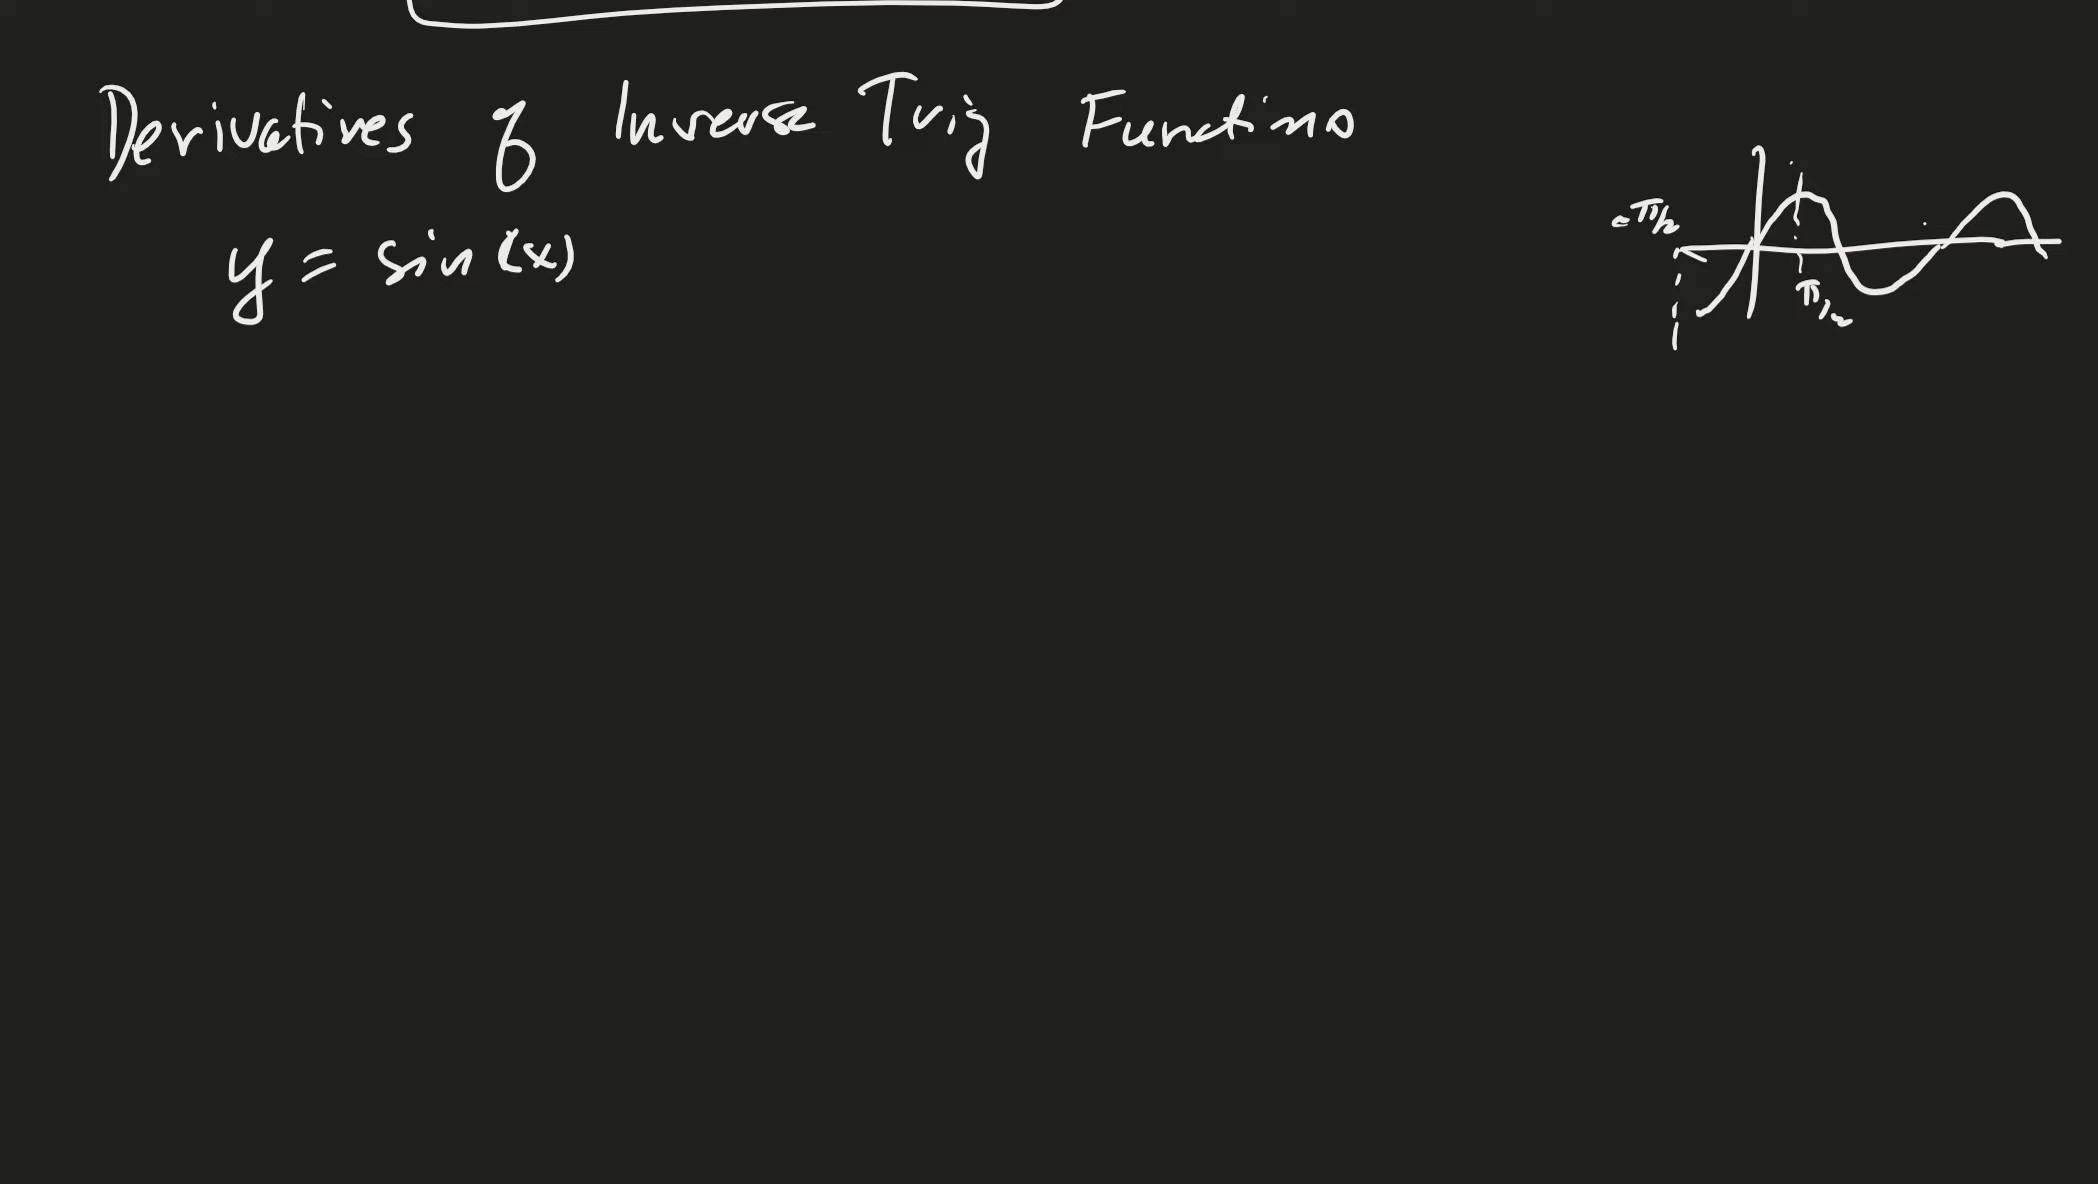 Derivatives of Inverse Trig Functions
y = sin(x)
-π/2
π/2